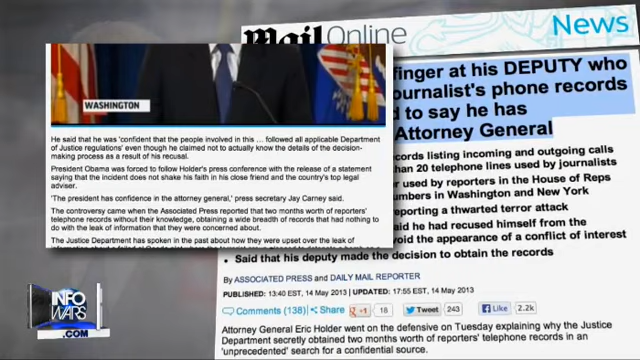 Mail Online
News
finger at his DEPUTY who
ournalist's phone records
d to say he has
Attorney General
ecords listing incoming and outgoing calls
han 20 telephone lines used by journalists
er used by reporters in the House of Reps
umbers in Washington and New York
reporting a thwarted terror attack
said he had recused himself from the
void the appearance of a conflict of interest
• Said that his deputy made the decision to obtain the records
By ASSOCIATED PRESS and DAILY MAIL REPORTER
PUBLISHED: 13:40 EST, 14 May 2013 | UPDATED: 17:55 EST, 14 May 2013
Comments (138) Share +1 18 Tweet 243 Like 2.2k
Attorney General Eric Holder went on the defensive on Tuesday explaining why the Justice
Department secretly obtained two months worth of reporters' telephone records in an
'unprecedented' search for a confidential source.
WASHINGTON
He said that he was 'confident that the people involved in this ... followed all applicable Department
of Justice regulations' even though he claimed not to actually know the details of the decision-
making process as a result of his recusal.
President Obama was forced to follow Holder's press conference with the release of a statement
saying that the incident does not shake his faith in his close friend and the country's top legal
adviser.
'The president has confidence in the attorney general,' press secretary Jay Carney said.
The controversy came when the Associated Press reported that two months worth of reporters'
telephone records without their knowledge, obtaining a wide breadth of records that had nothing to
do with the leak of information that they were concerned about.
The Justice Department has spoken in the past about how they were upset over the leak of
INFO
WARS
.COM